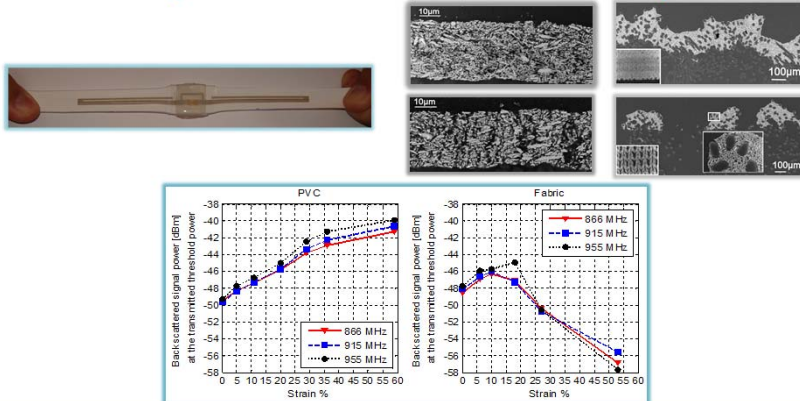 10μm
100μm
10μm
100μm
PVC
Fabric
Backscattered signal power [dBm]
at the transmitted threshold power
-38
-40
-42
-44
-46
-48
-50
-52
-54
-56
-58
0 5 10 15 20 25 30 35 40 45 50 55 60
Strain %
866 MHz
915 MHz
955 MHz
Backscattered signal power [dBm]
at the transmitted threshold power
-38
-40
-42
-44
-46
-48
-50
-52
-54
-56
-58
0 5 10 15 20 25 30 35 40 45 50 55 60
Strain %
866 MHz
915 MHz
955 MHz